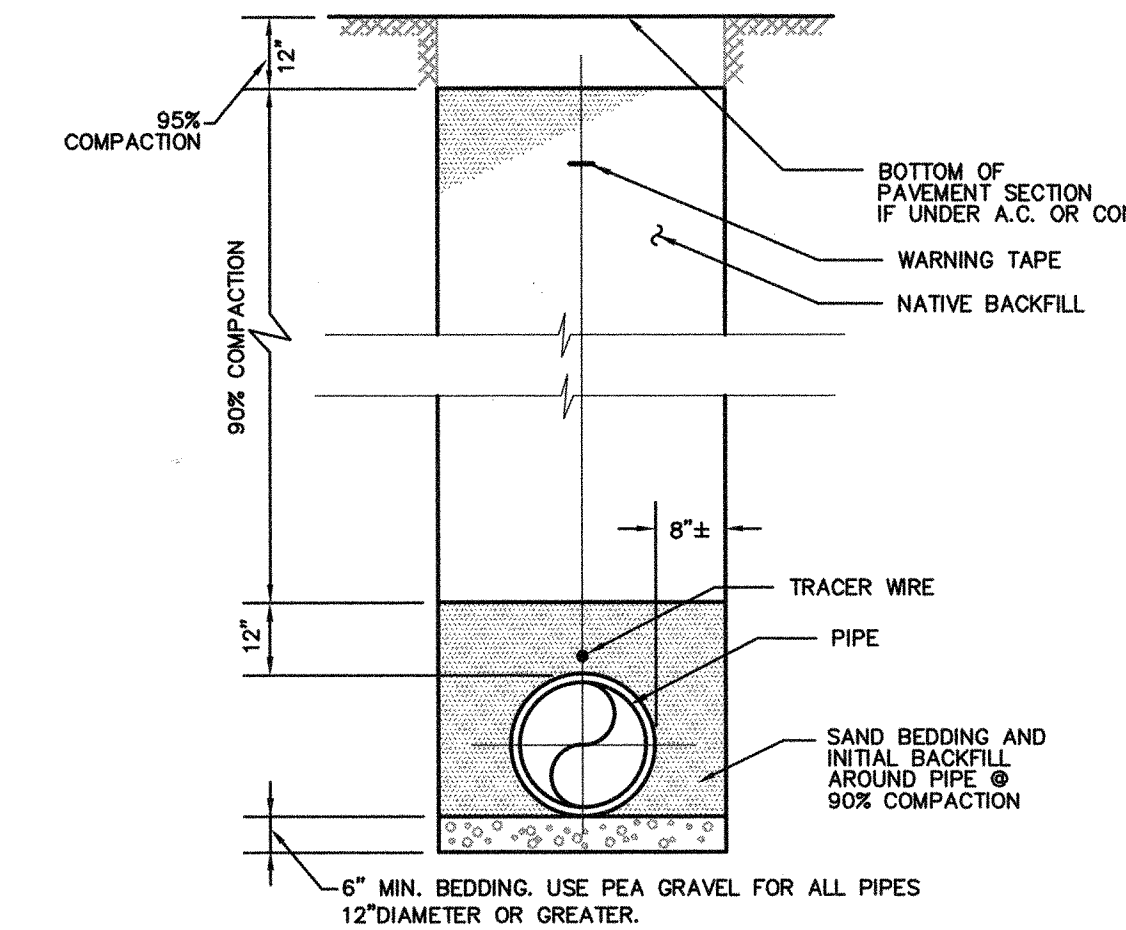 12"
95%
COMPACTION
BOTTOM OF
PAVEMENT SECTION
IF UNDER A.C. OR
WARNING TAPE
NATIVE BACKFILL
90% COMPACTION
8"±
TRACER WIRE
12"
PIPE
SAND BEDDING AND
INITIAL BACKFILL
AROUND PIPE @
90% COMPACTION
6" MIN. BEDDING. USE PEA GRAVEL FOR ALL PIPES
12"DIAMETER OR GREATER.